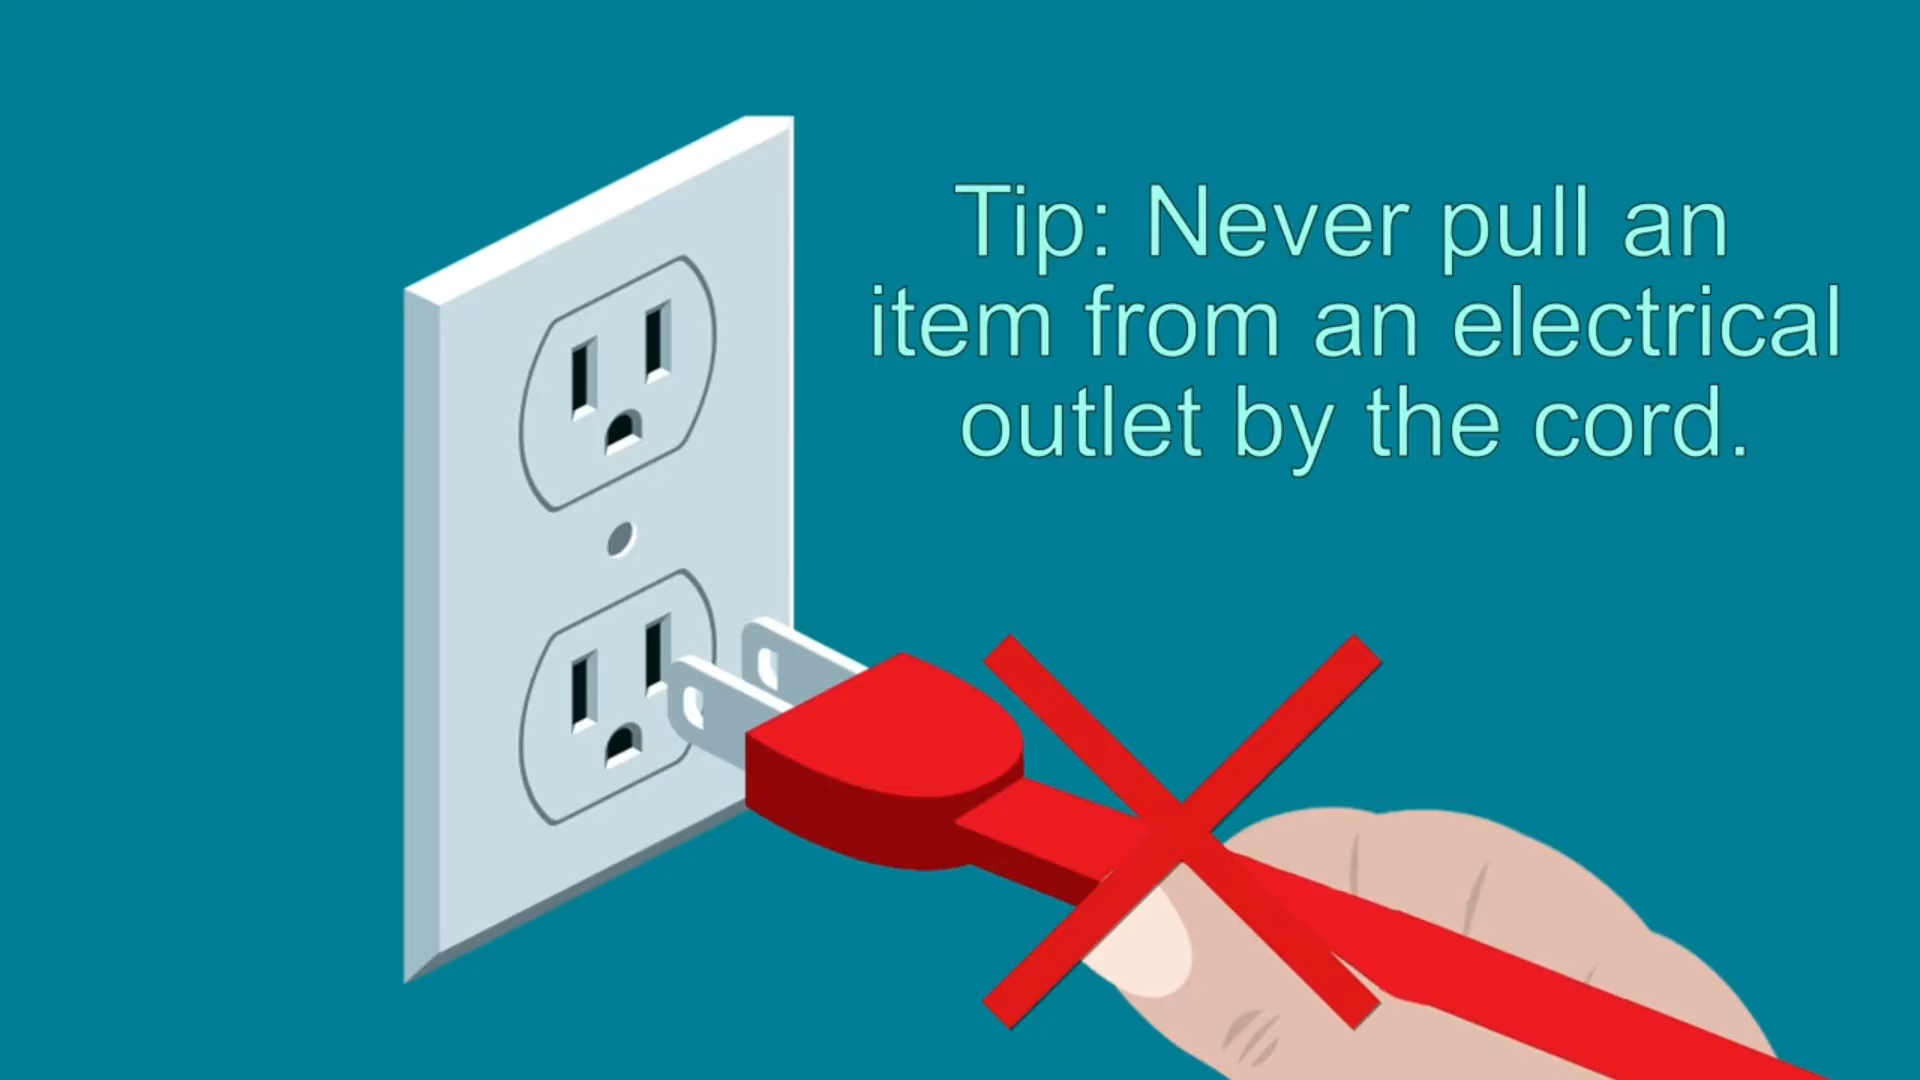 Tip: Never pull an
item from an electrical
outlet by the cord.